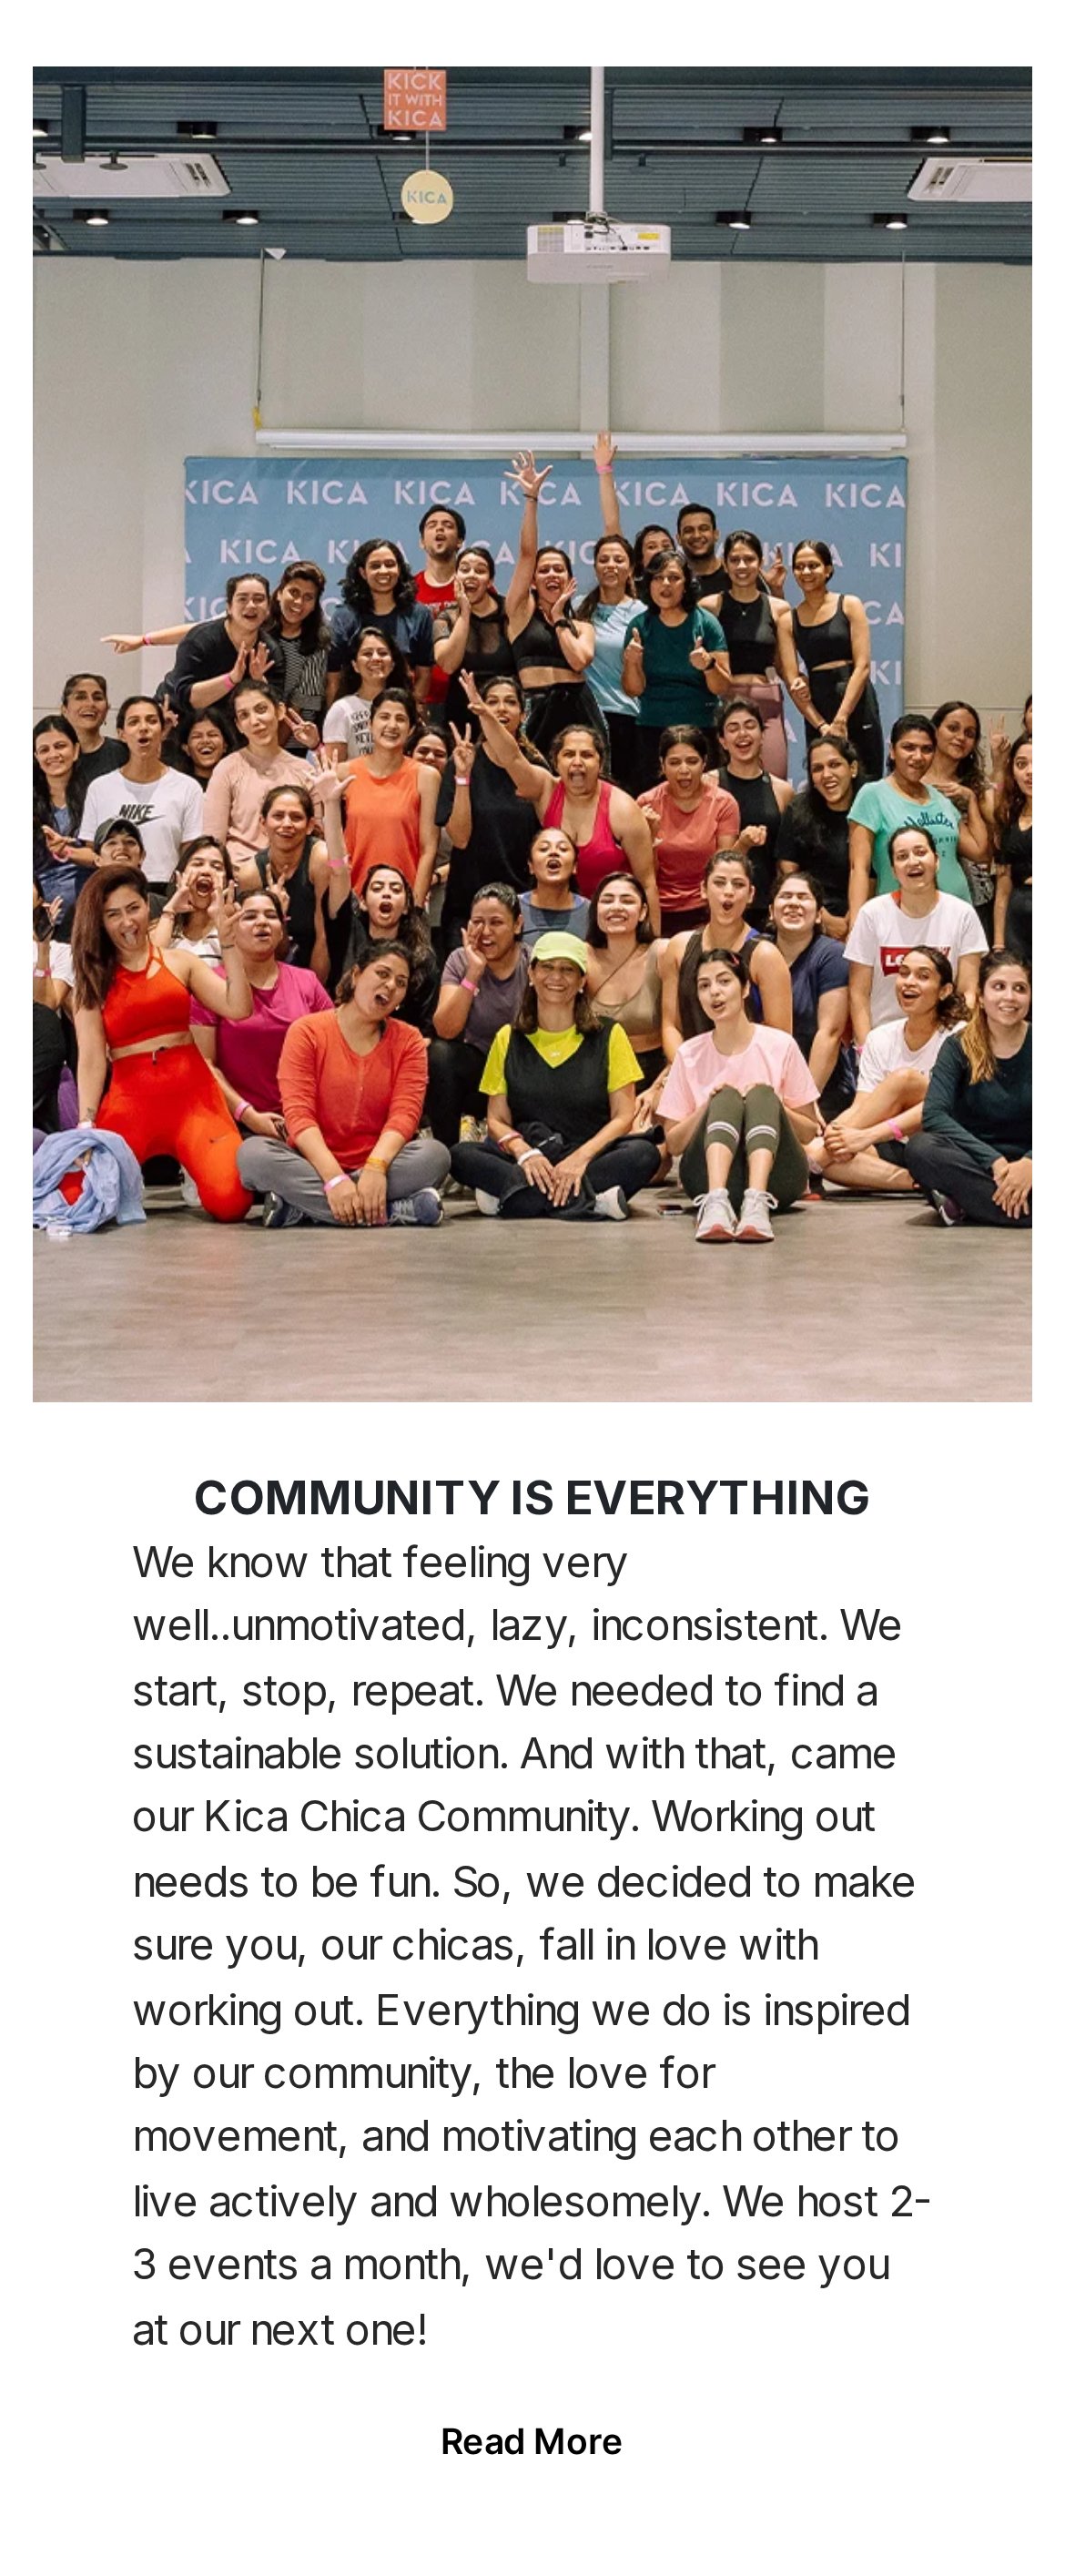 KICK
IT WITH
KICA
KICA
KICA KICA KICA KICA KICA KICA KICA
KICA
NIKE
Hollister
COMMUNITY IS EVERYTHING
We know that feeling very
well..unmotivated, lazy, inconsistent. We
start, stop, repeat. We needed to find a
sustainable solution. And with that, came
our Kica Chica Community. Working out
needs to be fun. So, we decided to make
sure you, our chicas, fall in love with
working out. Everything we do is inspired
by our community, the love for
movement, and motivating each other to
live actively and wholesomely. We host 2-
3 events a month, we'd love to see you
at our next one!
Read More